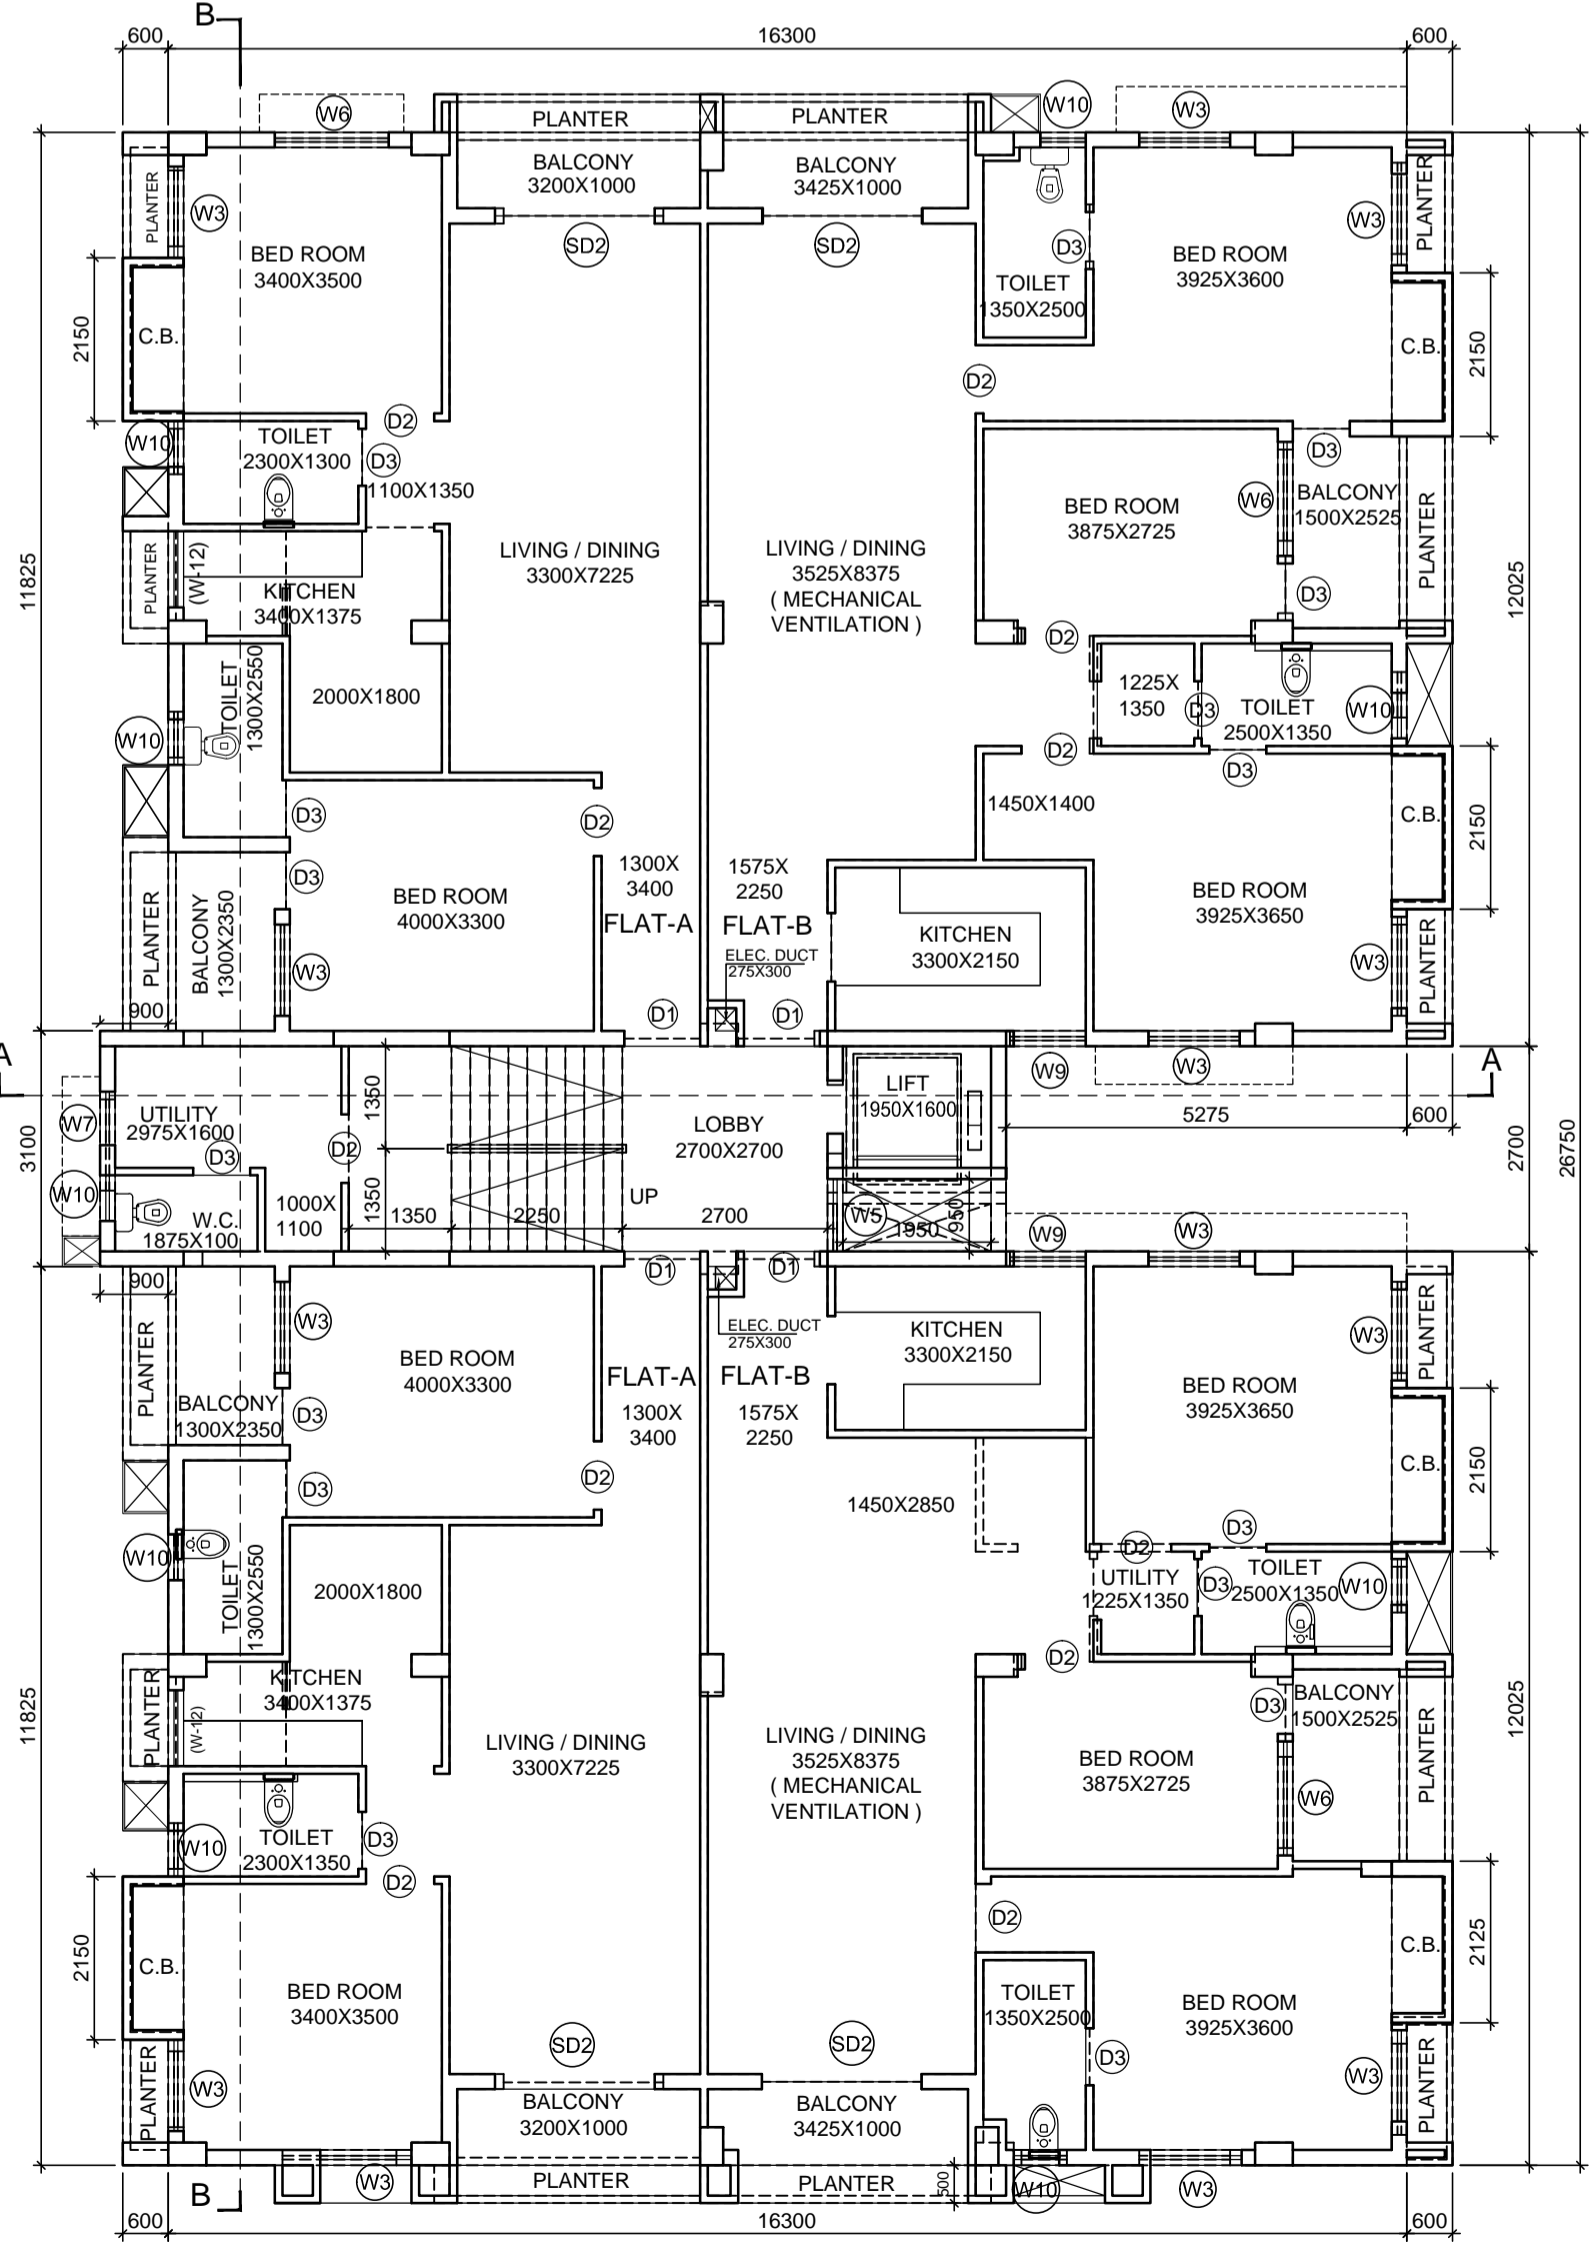 B
600
16300
600
W6
PLANTER
PLANTER
W10
W3
BALCONY
3200X1000
BALCONY
3425X1000
PLANTER
W3
SD2
SD2
D3
W3
PLANTER
BED ROOM
3400X3500
BED ROOM
3925X3600
TOILET
1350X2500
2150
C.B.
C.B.
2150
D2
D2
W10
TOILET
2300X1300
D3
1100X1350
D3
BED ROOM
3875X2725
W6
BALCONY
1500X2525
PLANTER
11825
PLANTER
(W-12)
KITCHEN
3400X1375
LIVING / DINING
3300X7225
LIVING / DINING
3525X8375
( MECHANICAL
VENTILATION )
D3
12025
D2
TOILET
1300X2550
2000X1800
1225X
1350
D3
TOILET
2500X1350
W10
W10
D2
D3
1450X1400
D3
D2
C.B.
2150
D3
1300X
3400
1575X
2250
BED ROOM
4000X3300
BED ROOM
3925X3650
PLANTER
BALCONY
1300X2350
FLAT-A
FLAT-B
KITCHEN
3300X2150
ELEC. DUCT
275X300
W3
W3
PLANTER
900
D1
D1
A
A
W9
W3
1350
LIFT
1950X1600
W7
UTILITY
2975X1600
LOBBY
2700X2700
5275
600
3100
D3
D2
2700
26750
W10
1000X
1100
1350
UP
W.C.
1875X100
1350
2250
2700
W5
1950
950
W9
W3
900
D1
D1
PLANTER
W3
ELEC. DUCT
275X300
KITCHEN
3300X2150
W3
PLANTER
BED ROOM
4000X3300
FLAT-A
FLAT-B
BED ROOM
3925X3650
BALCONY
1300X2350
D3
1300X
3400
1575X
2250
C.B.
2150
D3
D2
1450X2850
W10
D2
D3
TOILET
1300X2550
2000X1800
UTILITY
1225X1350
D3
TOILET
2500X1350
W10
D2
PLANTER
(W-12)
KITCHEN
3400X1375
D3
BALCONY
1500X2525
11825
12025
LIVING / DINING
3300X7225
LIVING / DINING
3525X8375
( MECHANICAL
VENTILATION )
BED ROOM
3875X2725
PLANTER
W6
W10
TOILET
2300X1350
D3
D2
D2
2150
C.B.
C.B.
2125
BED ROOM
3400X3500
TOILET
1350X2500
BED ROOM
3925X3600
SD2
SD2
D3
PLANTER
W3
W3
PLANTER
BALCONY
3200X1000
BALCONY
3425X1000
B
W3
PLANTER
PLANTER
500
W10
W3
600
16300
600